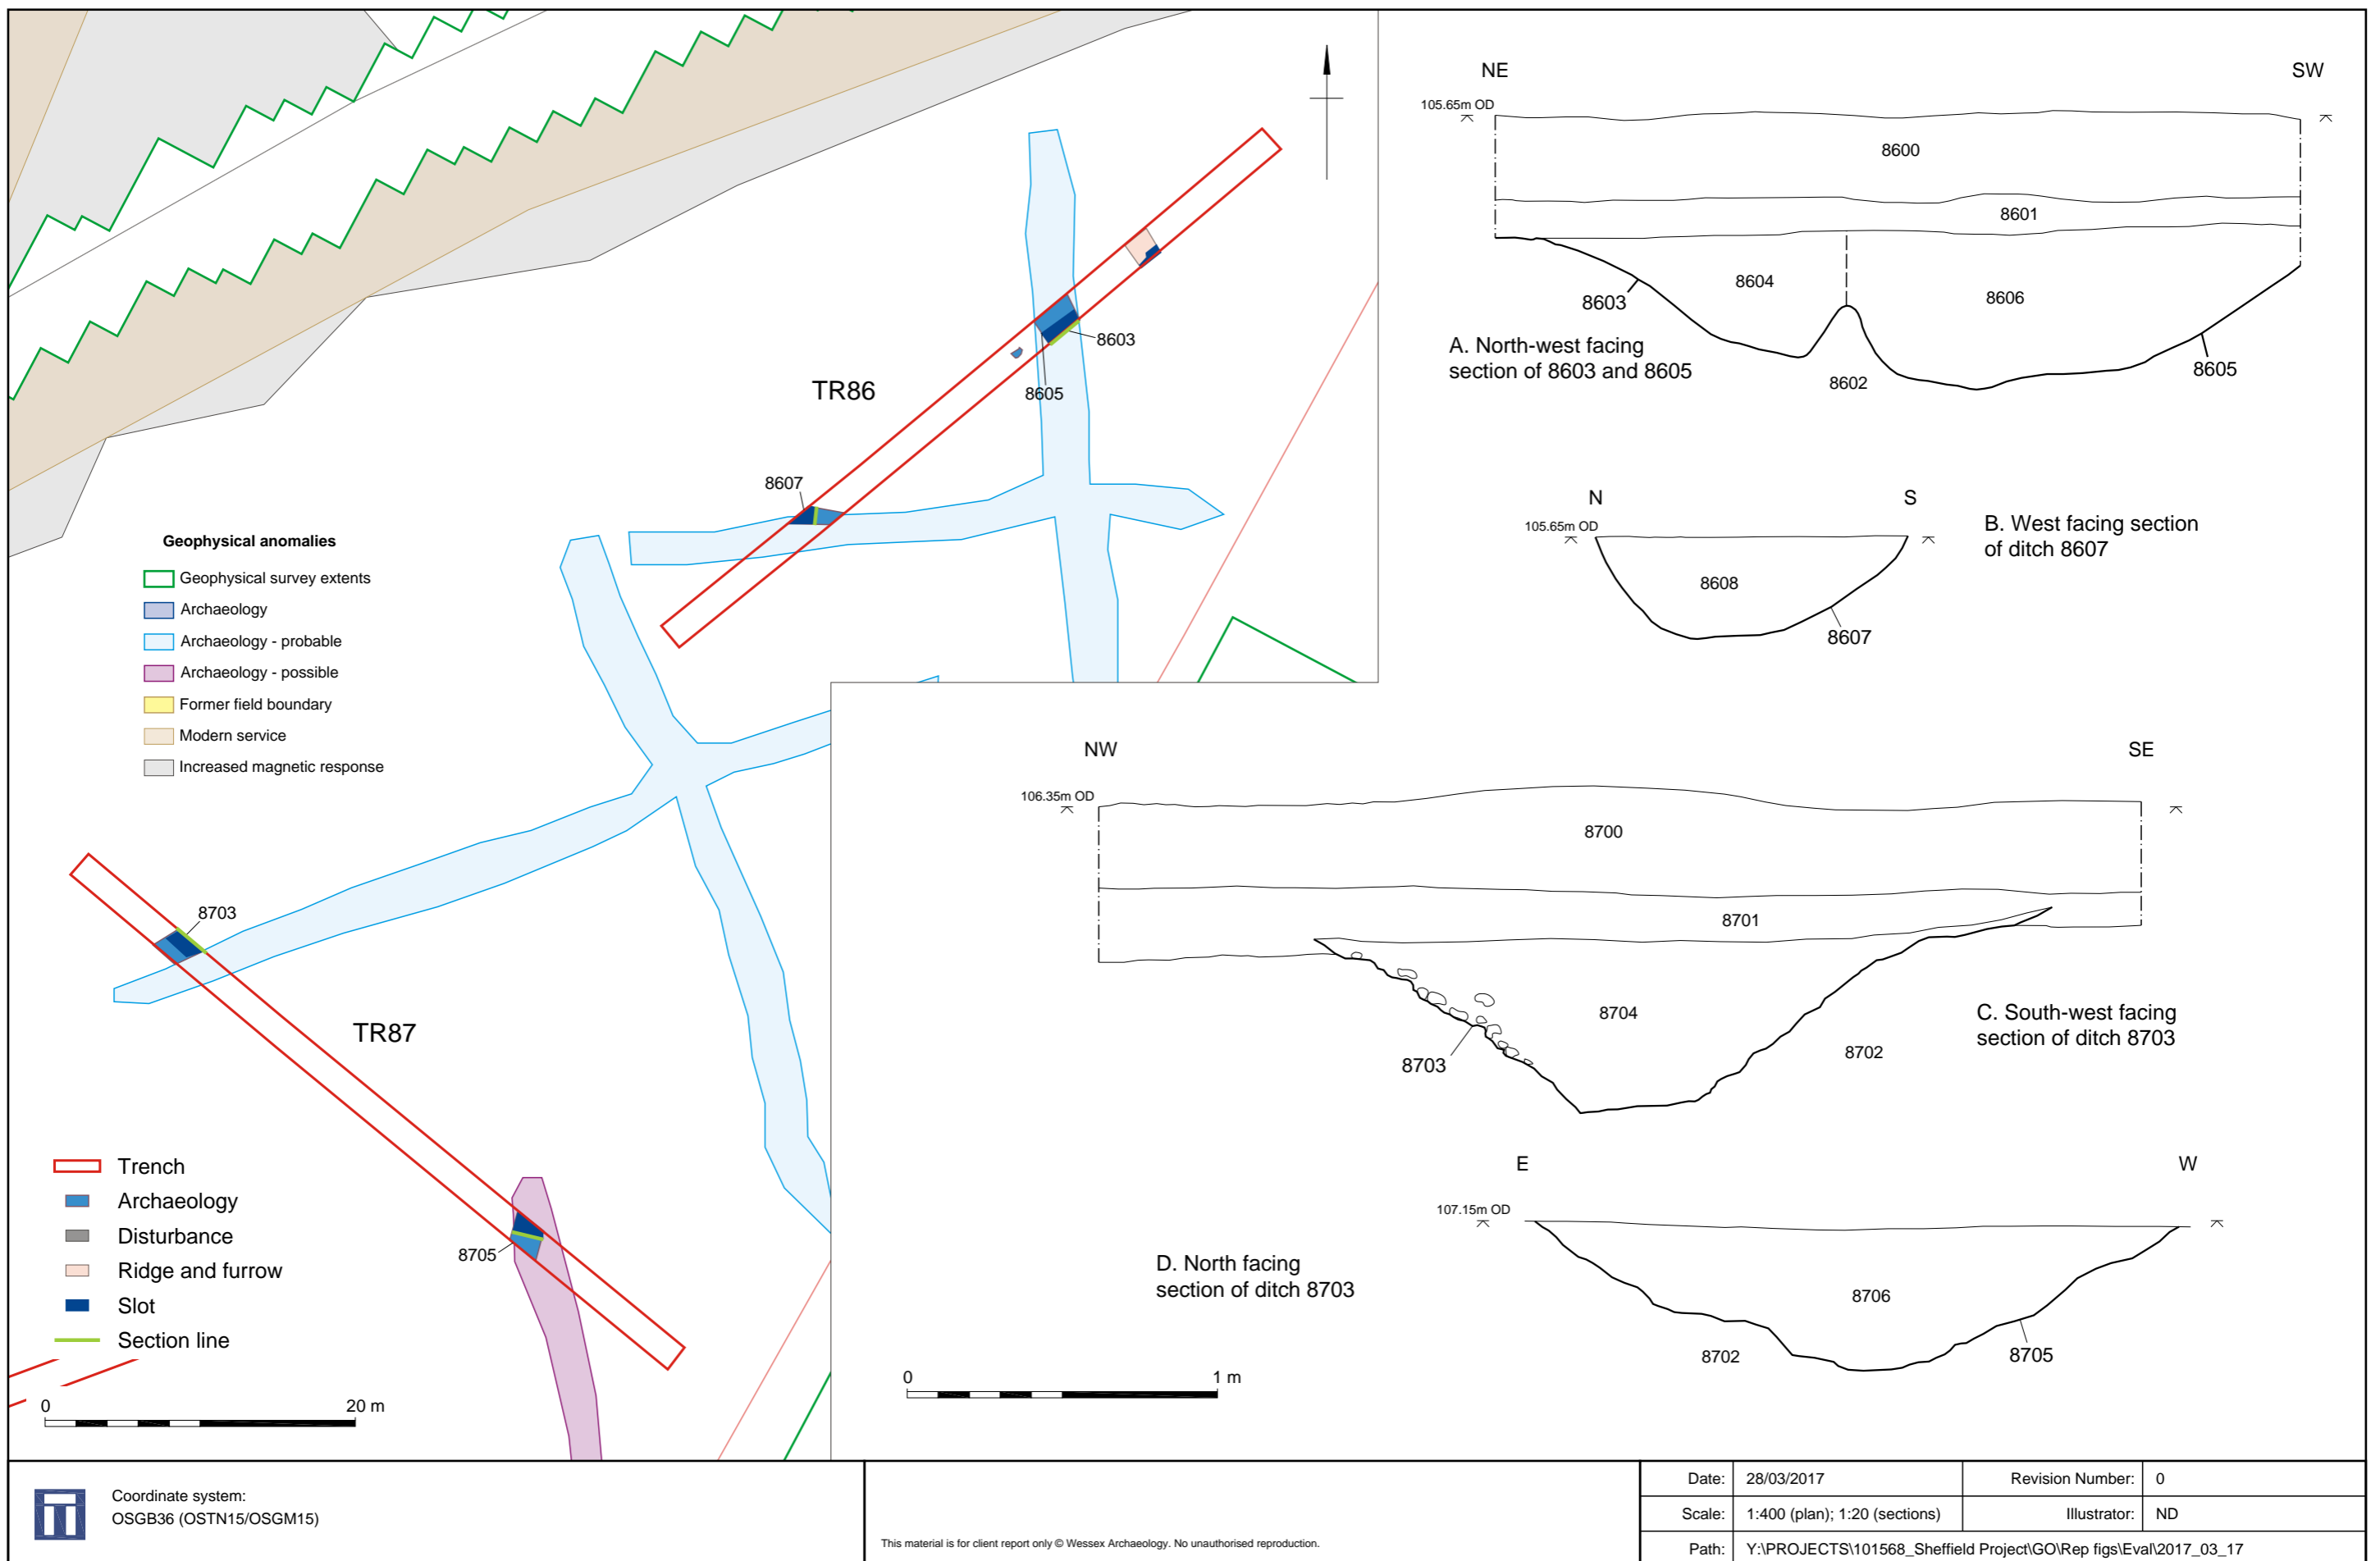 TR86
8603
8605
8607
Geophysical anomalies
Geophysical survey extents
Archaeology
Archaeology - probable
Archaeology - possible
Former field boundary
Modern service
Increased magnetic response
8703
TR87
8705
Trench
Archaeology
Disturbance
Ridge and furrow
Slot
Section line
0 20 m
NE SW
105.65m OD
8600
8601
8604
8606
8603
8605
8602
A. North-west facing
section of 8603 and 8605
N S
105.65m OD
8608
8607
B. West facing section
of ditch 8607
NW SE
106.35m OD
8700
8701
8704
8703
8702
C. South-west facing
section of ditch 8703
E W
107.15m OD
8706
8702
8705
D. North facing
section of ditch 8703
0 1 m
Coordinate system:
OSGB36 (OSTN15/OSGM15)
This material is for client report only © Wessex Archaeology. No unauthorised reproduction.
Date: 28/03/2017 Revision Number: 0
Scale: 1:400 (plan); 1:20 (sections) Illustrator: ND
Path: Y:\PROJECTS\101568_Sheffield Project\GO\Rep figs\Eval\2017_03_17